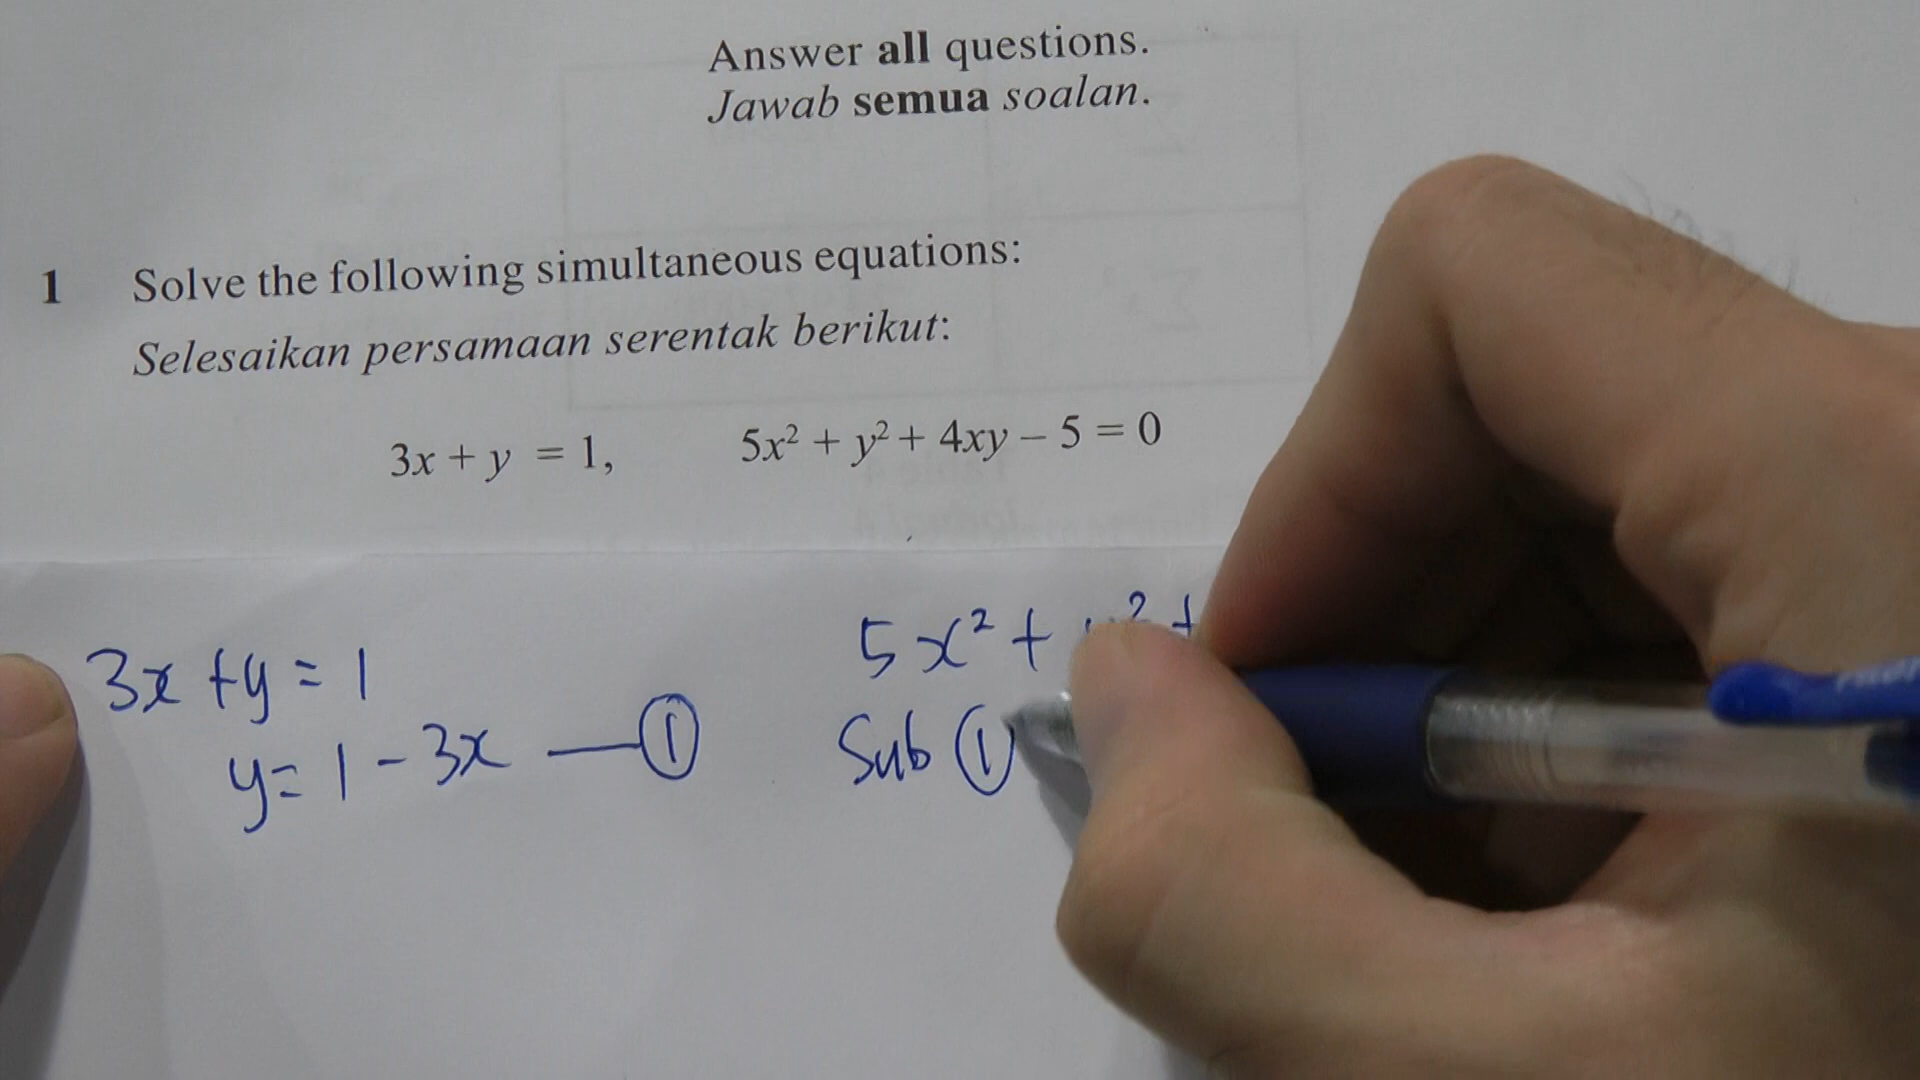 Answer all questions.
Jawab semua soalan.
1 Solve the following simultaneous equations:
Selesaikan persamaan serentak berikut:
3x + y = 1, 5x² + y² + 4xy – 5 = 0
3x + y = 1
y = 1 - 3x — ①
5x² + y² +
Sub ①